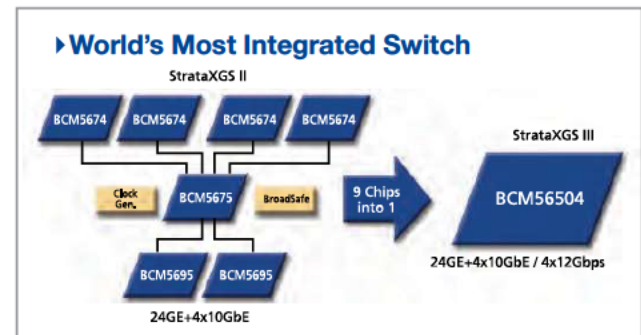 World's Most Integrated Switch
StrataXGS II
BCM5674 BCM5674 BCM5674 BCM5674
StrataXGS III
Clock
Gen.
BCM5675
BroadSafe
9 Chips
into 1
BCM56504
BCM5695 BCM5695
24GE+4x10GbE / 4x12Gbps
24GE+4x10GbE